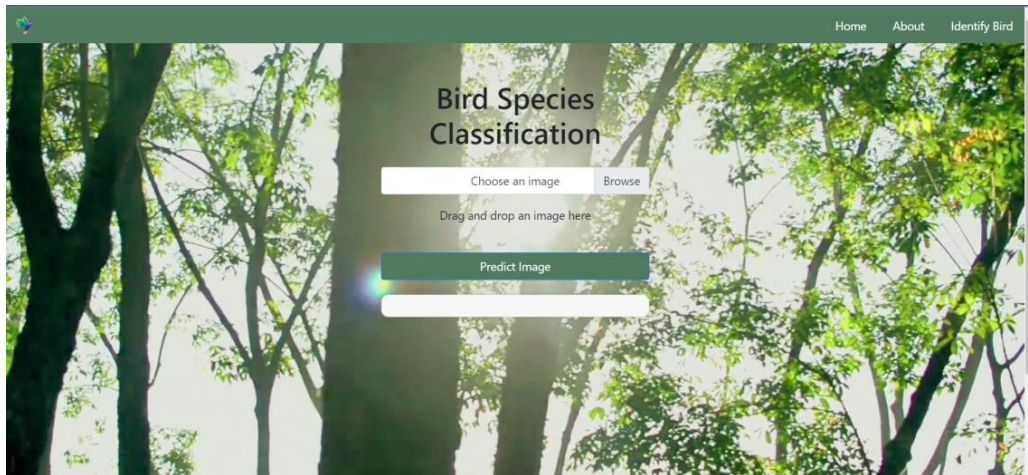 Home About Identify Bird
Bird Species
Classification
Choose an image Browse
Drag and drop an image here
Predict Image